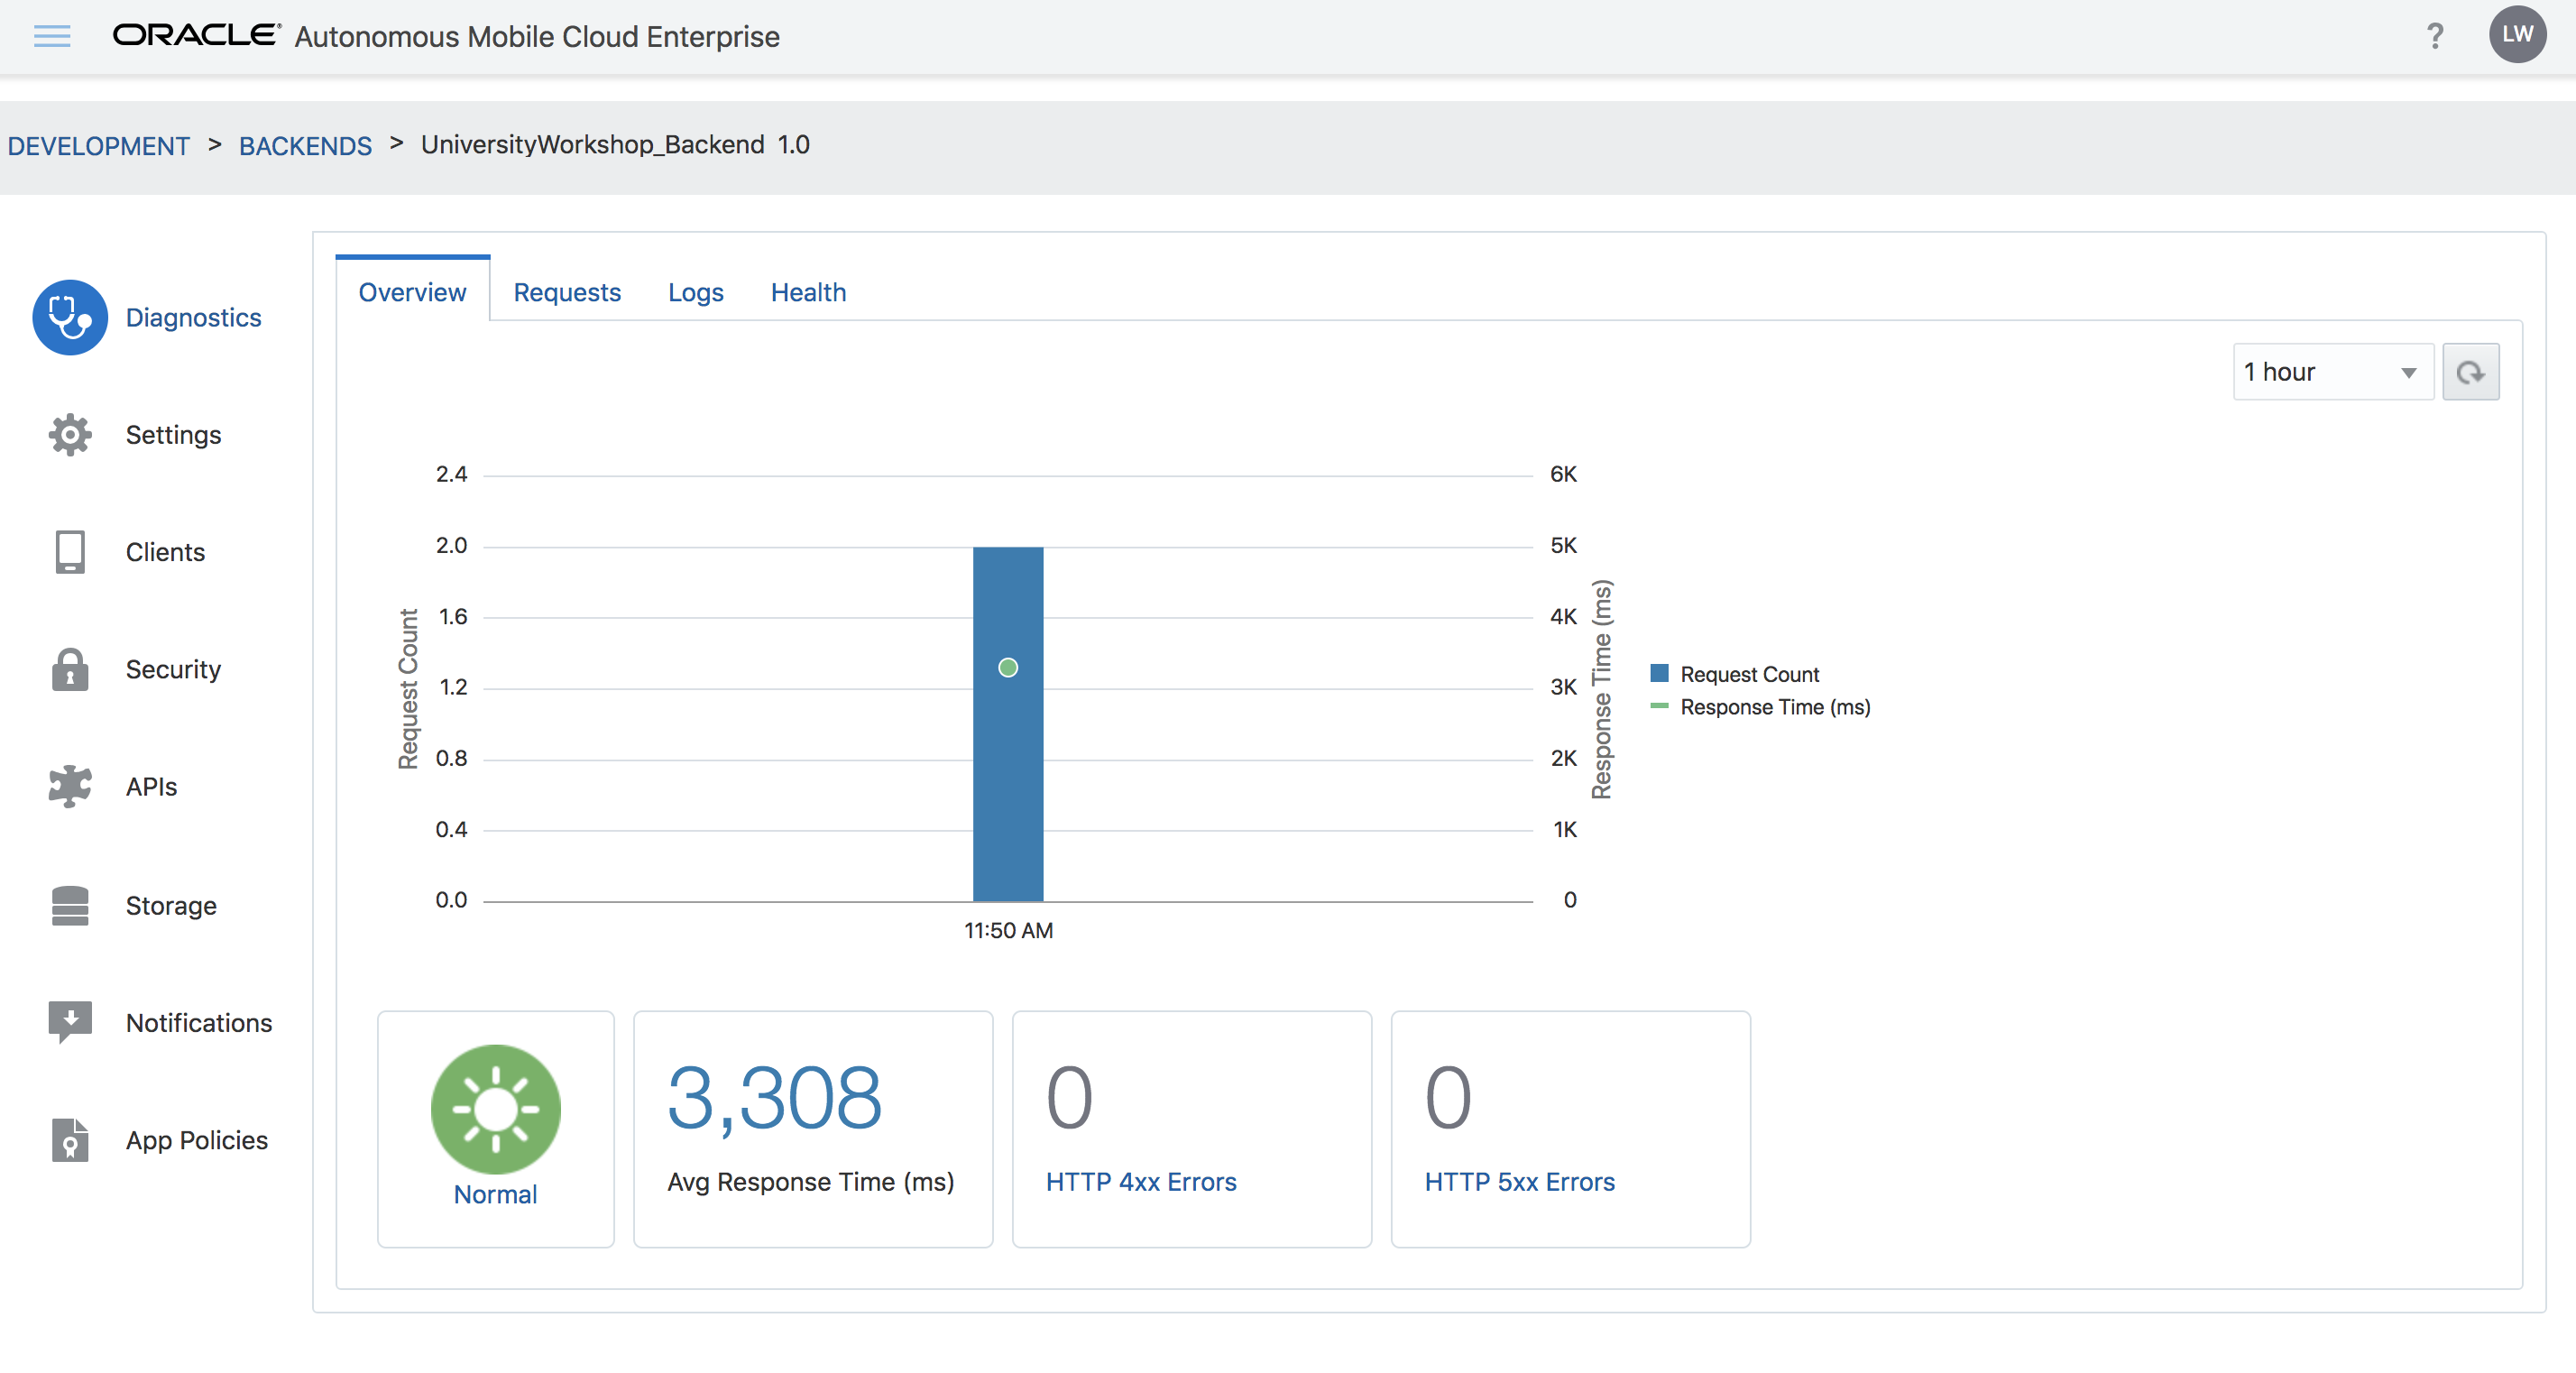 ORACLE® Autonomous Mobile Cloud Enterprise
?
LW
DEVELOPMENT > BACKENDS > UniversityWorkshop_Backend 1.0
Diagnostics
Settings
Clients
Security
APIs
Storage
Notifications
App Policies
Overview
Requests
Logs
Health
1 hour
Request Count
2.4
2.0
1.6
1.2
0.8
0.4
0.0
11:50 AM
6K
5K
4K
3K
2K
1K
0
Response Time (ms)
Request Count
Response Time (ms)
Normal
3,308
Avg Response Time (ms)
0
HTTP 4xx Errors
0
HTTP 5xx Errors